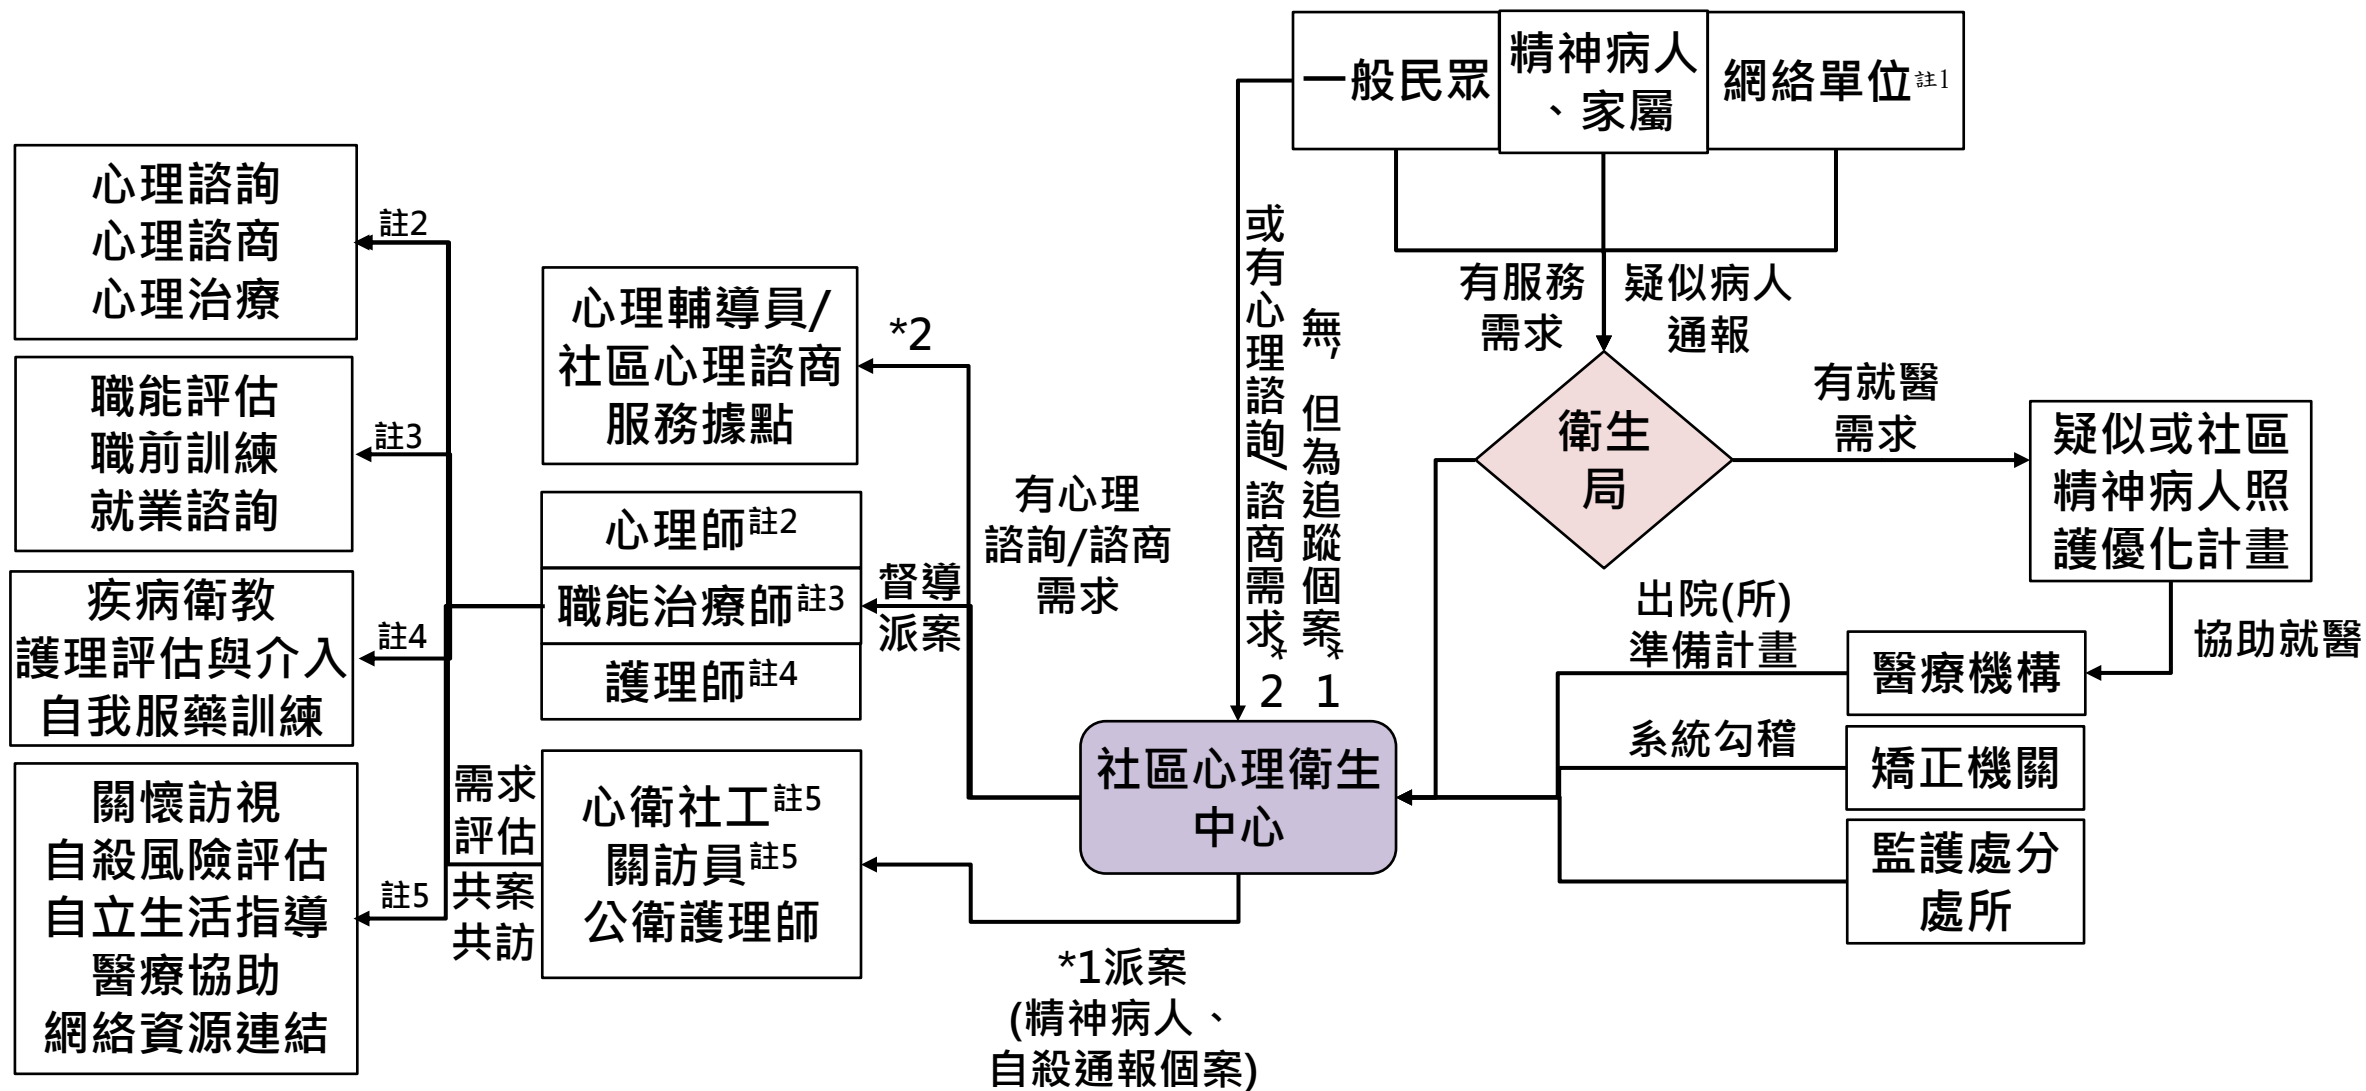 一般民眾
精神病人
、家屬
網絡單位註1
心理諮詢
心理諮商
心理治療
註2
職能評估
職前訓練
就業諮詢
註3
疾病衛教
護理評估與介入
自我服藥訓練
註4
關懷訪視
自殺風險評估
自立生活指導
醫療協助
網絡資源連結
註5
需求
評估
共案
共訪
心理輔導員/
社區心理諮商
服務據點
*2
心理師註2
職能治療師註3
護理師註4
督導
派案
有心理
諮詢/諮商
需求
心衛社工註5
關訪員註5
公衛護理師
*1派案
(精神病人、
自殺通報個案)
無,但為追蹤個案*1
或有心理諮詢/諮商需求*2
社區心理衛生
中心
有服務
需求
疑似病人
通報
衛生
局
有就醫
需求
疑似或社區
精神病人照
護優化計畫
協助就醫
出院(所)
準備計畫
醫療機構
系統勾稽
矯正機關
監護處分
處所